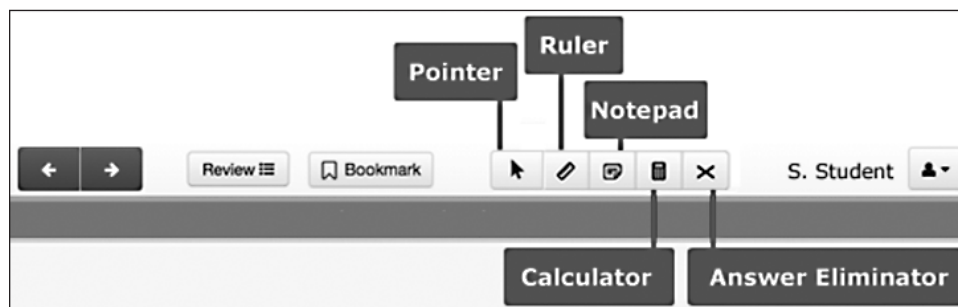 Ruler
Pointer
Notepad
Review
Bookmark
S. Student
Calculator
Answer Eliminator